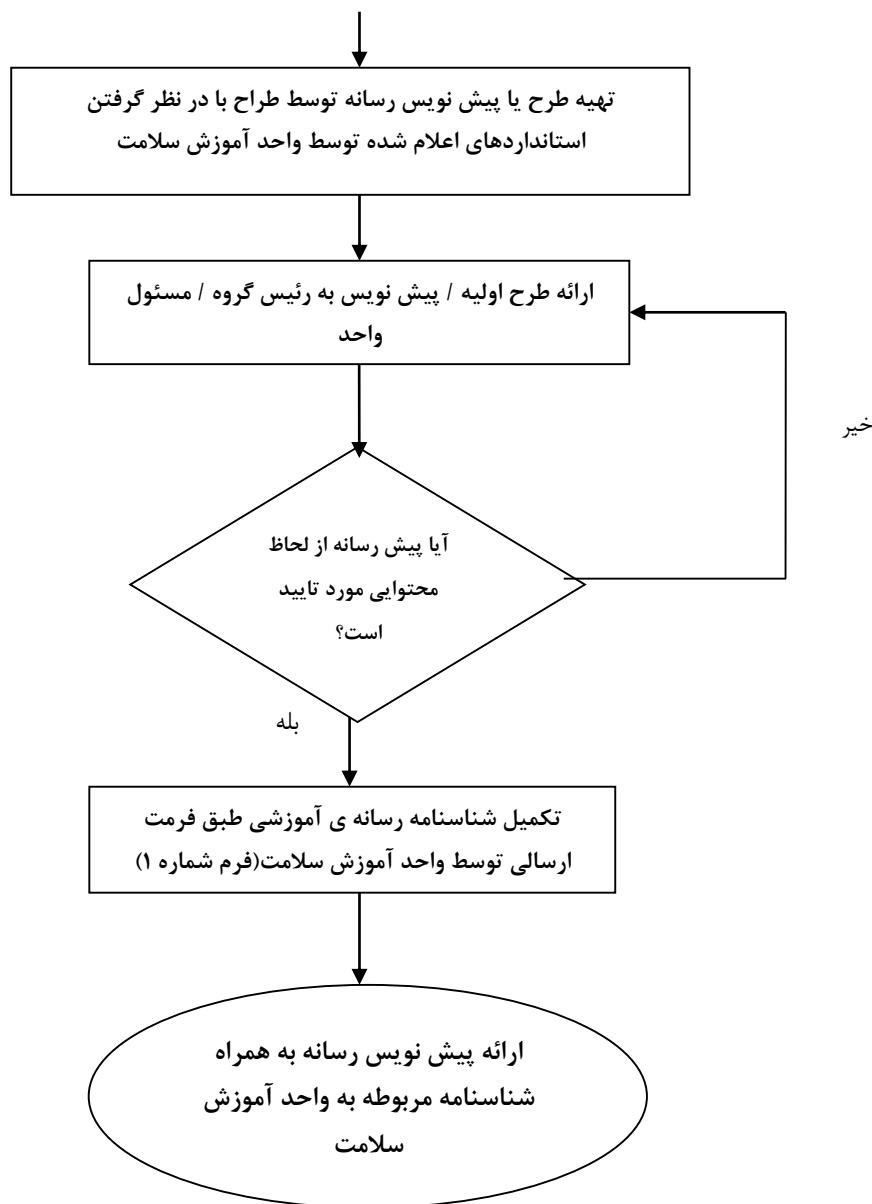 تهیه طرح یا پیش نویس رسانه توسط طراح با در نظر گرفتن
استانداردهای اعلام شده توسط واحد آموزش سلامت
ارائه طرح اولیه / پیش نویس به رئیس گروه / مسئول
واحد
خیر
آیا پیش رسانه از لحاظ
محتوایی مورد تایید
است؟
بله
تکمیل شناسنامه رسانه ی آموزشی طبق فرمت
ارسالی توسط واحد آموزش سلامت(فرم شماره ۱)
ارائه پیش نویس رسانه به همراه
شناسنامه مربوطه به واحد آموزش
سلامت